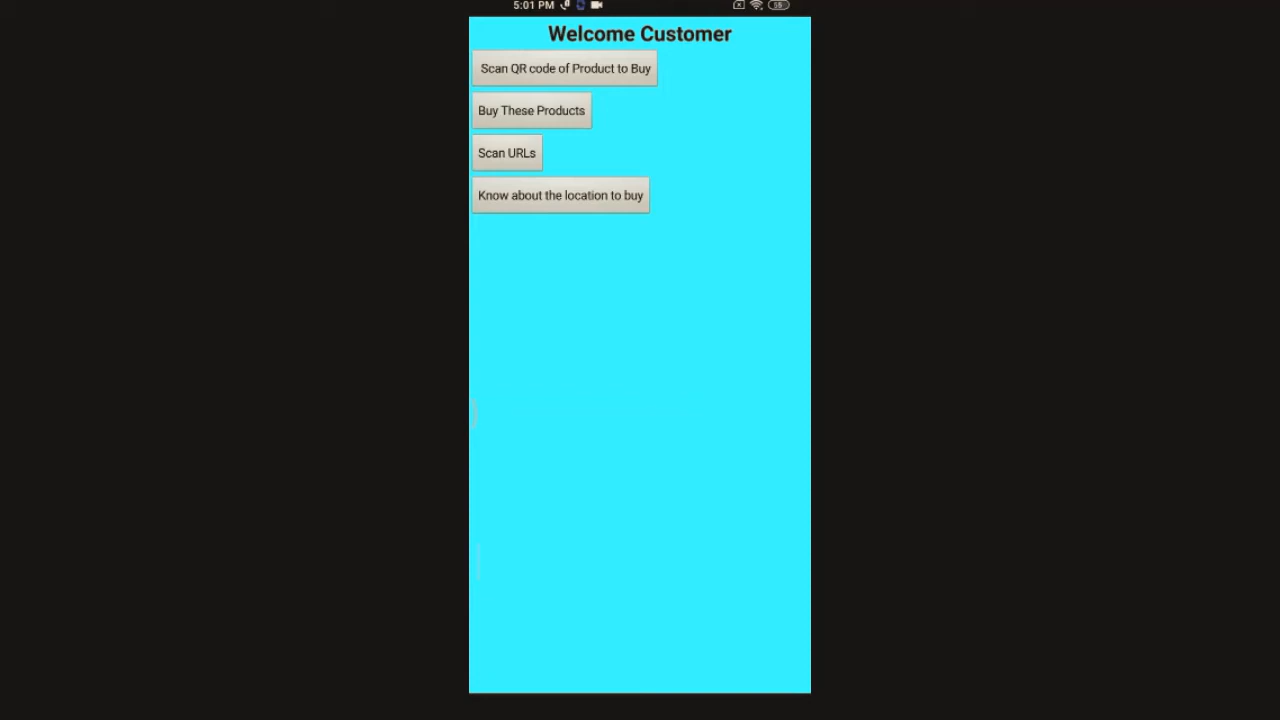 5:01 PM
Welcome Customer
Scan QR code of Product to Buy
Buy These Products
Scan URLs
Know about the location to buy